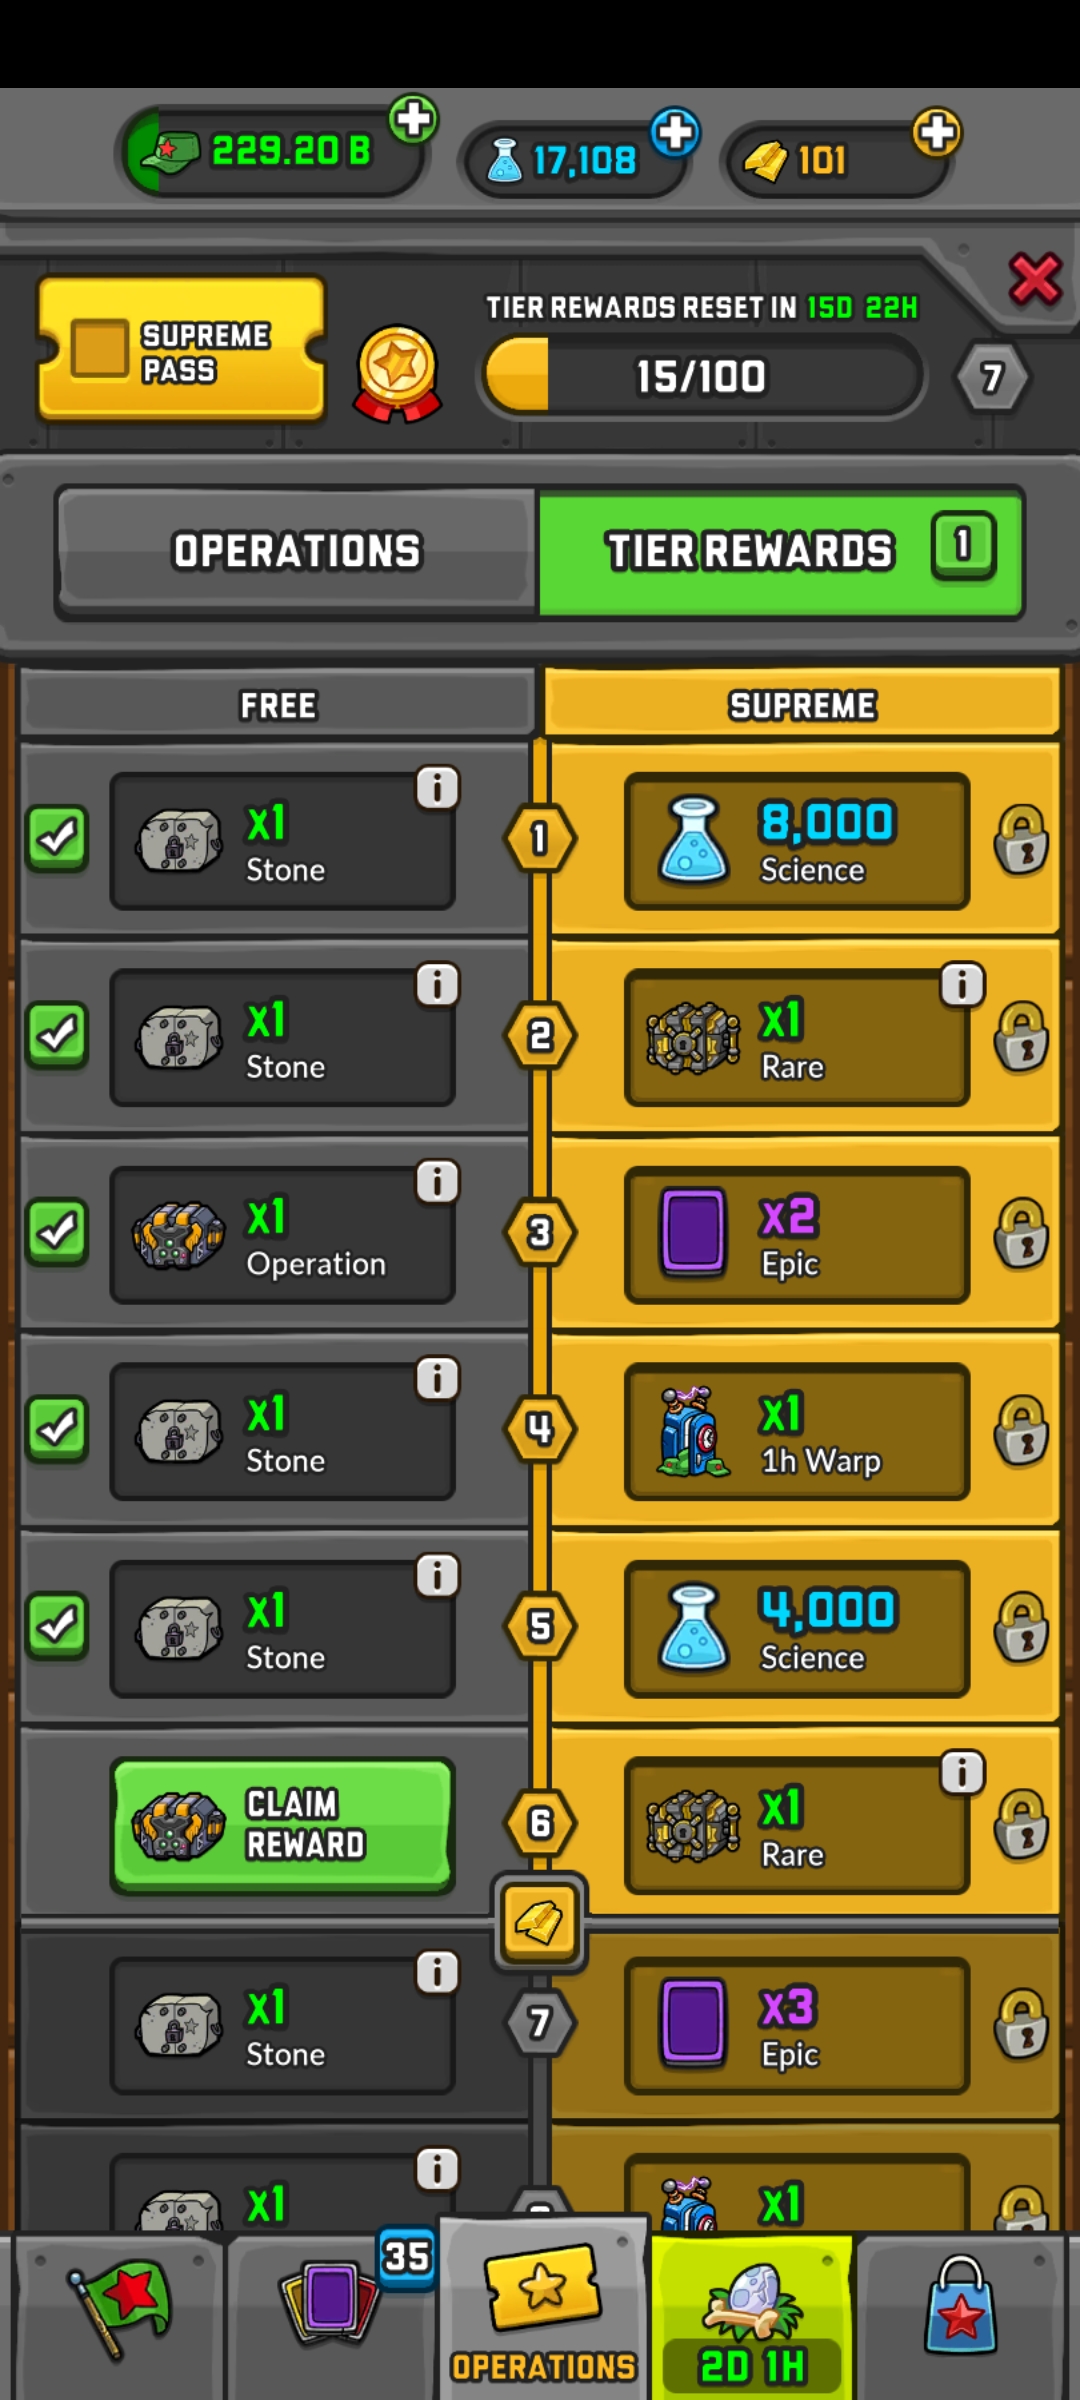 229.20 B
17,108
101
SUPREME
PASS
TIER REWARDS RESET IN 15D 22H
15/100
7
OPERATIONS
TIER REWARDS
1
FREE
SUPREME
x1
Stone
1
8,000
Science
x1
Stone
2
x1
Rare
x1
Operation
3
x2
Epic
x1
Stone
4
x1
1h Warp
x1
Stone
5
4,000
Science
CLAIM
REWARD
6
x1
Rare
x1
Stone
7
x3
Epic
x1
x1
35
OPERATIONS
2D 1H